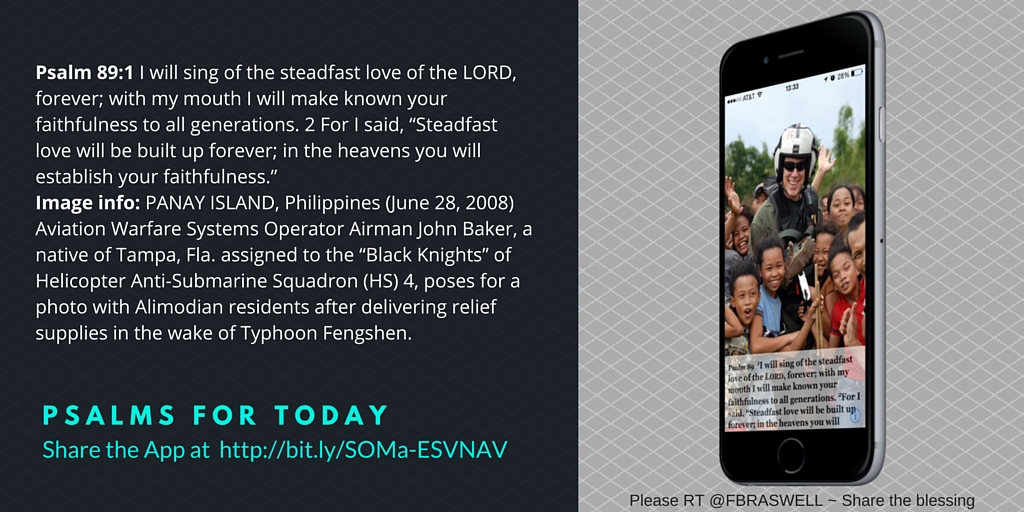 Psalm 89:1 I will sing of the steadfast love of the LORD,
forever; with my mouth I will make known your
faithfulness to all generations. 2 For I said, “Steadfast
love will be built up forever; in the heavens you will
establish your faithfulness.”
Image info: PANAY ISLAND, Philippines (June 28, 2008)
Aviation Warfare Systems Operator Airman John Baker, a
native of Tampa, Fla. assigned to the “Black Knights” of
Helicopter Anti-Submarine Squadron (HS) 4, poses for a
photo with Alimodian residents after delivering relief
supplies in the wake of Typhoon Fengshen.
PSALMS FOR TODAY
Share the App at http://bit.ly/SOMa-ESVNAV
AT&T 13:33 28%
Psalm 89 1I will sing of the steadfast
love of the LORD, forever; with my
mouth I will make known your
faithfulness to all generations. 2For I
said, “Steadfast love will be built up
forever; in the heavens you will
Please RT @FBRASWELL ~ Share the blessing